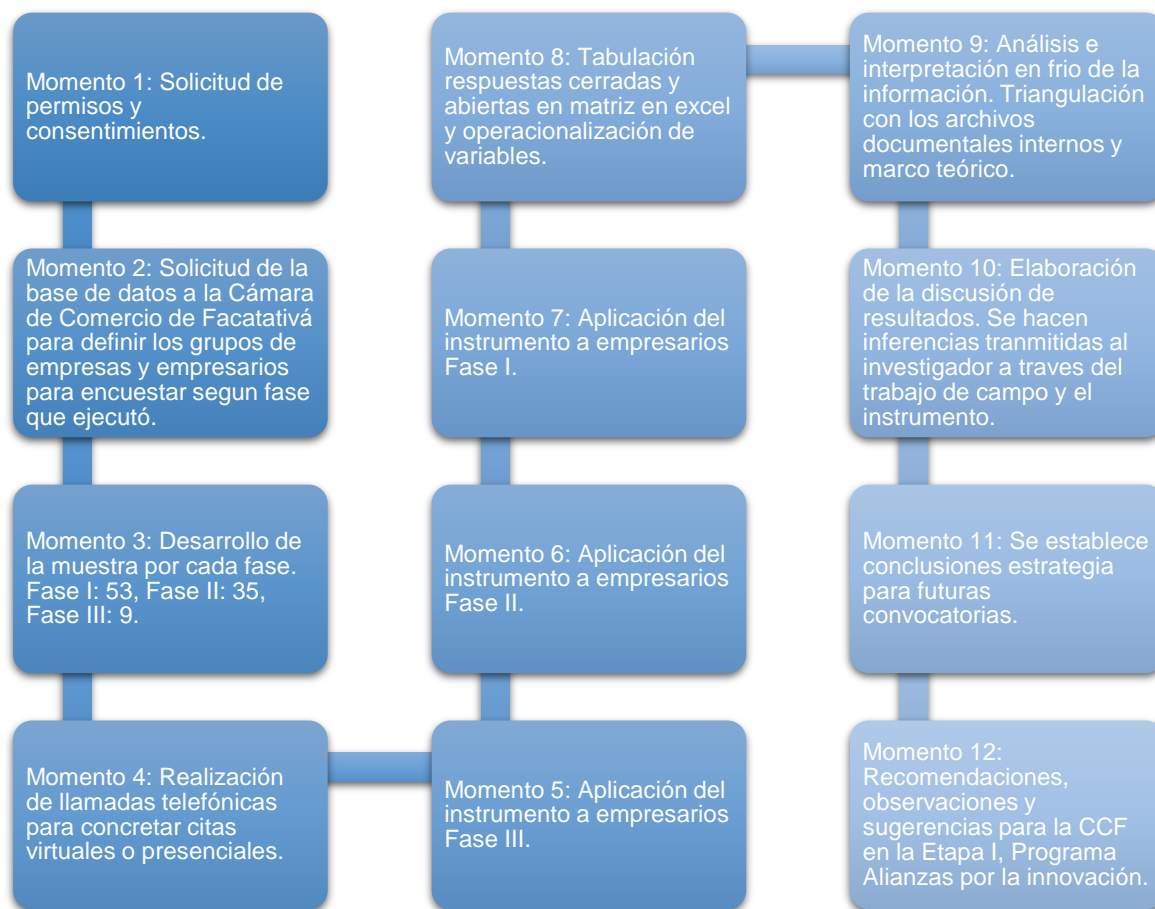 Momento 1: Solicitud de
permisos y
consentimientos.
Momento 2: Solicitud de la
base de datos a la Cámara
de Comercio de Facatativá
para definir los grupos de
empresas y empresarios
para encuestar segun fase
que ejecutó.
Momento 3: Desarrollo de
la muestra por cada fase.
Fase I: 53, Fase II: 35,
Fase III: 9.
Momento 4: Realización
de llamadas telefónicas
para concretar citas
virtuales o presenciales.
Momento 5: Aplicación del
instrumento a empresarios
Fase III.
Momento 6: Aplicación del
instrumento a empresarios
Fase II.
Momento 7: Aplicación del
instrumento a empresarios
Fase I.
Momento 8: Tabulación
respuestas cerradas y
abiertas en matriz en excel
y operacionalización de
variables.
Momento 9: Análisis e
interpretación en frio de la
información. Triangulación
con los archivos
documentales internos y
marco teórico.
Momento 10: Elaboración
de la discusión de
resultados. Se hacen
inferencias tranmitidas al
investigador a traves del
trabajo de campo y el
instrumento.
Momento 11: Se establece
conclusiones estrategia
para futuras
convocatorias.
Momento 12:
Recomendaciones,
observaciones y
sugerencias para la CCF
en la Etapa I, Programa
Alianzas por la innovación.